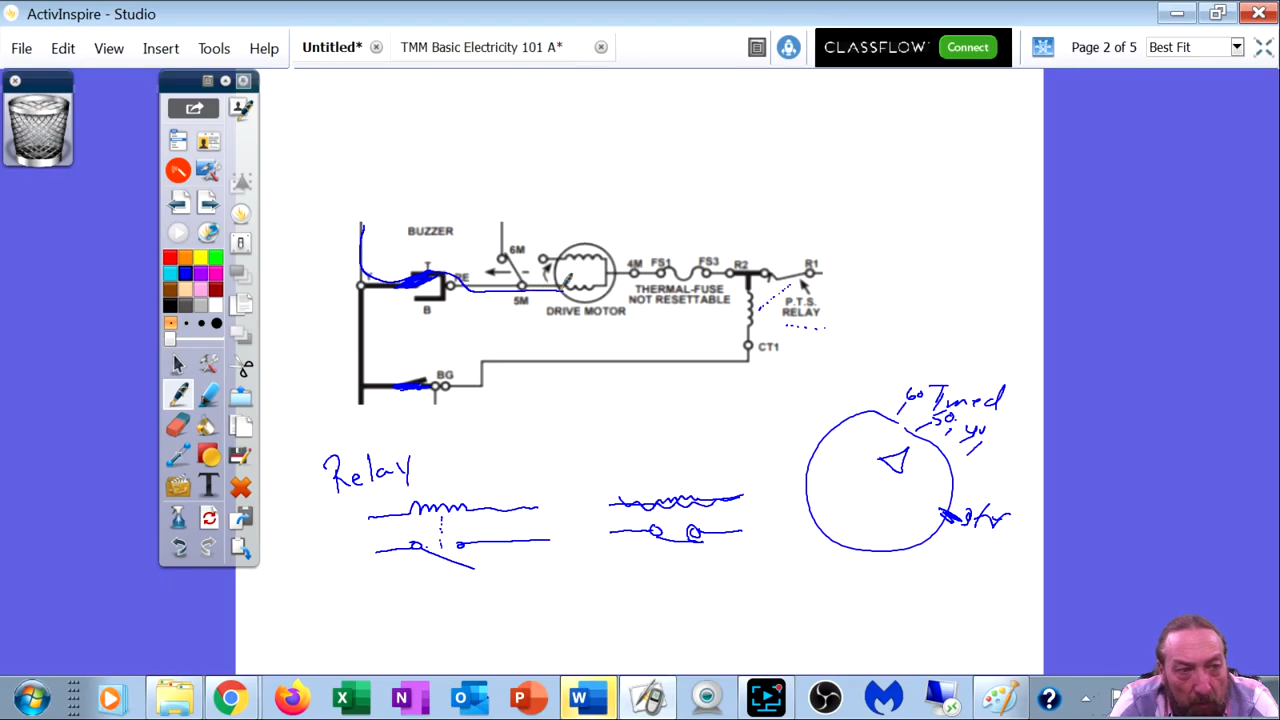 ActivInspire - Studio
File Edit View Insert Tools Help
Untitled*
TMM Basic Electricity 101 A*
CLASSFLOW
Connect
Page 2 of 5
Best Fit
BUZZER
6M
T
RE
B
5M
DRIVE MOTOR
4M
FS1
FS3
R2
R1
THERMAL-FUSE
NOT RESETTABLE
P.T.S.
RELAY
CT1
BG
Relay
60 Timed
50
40